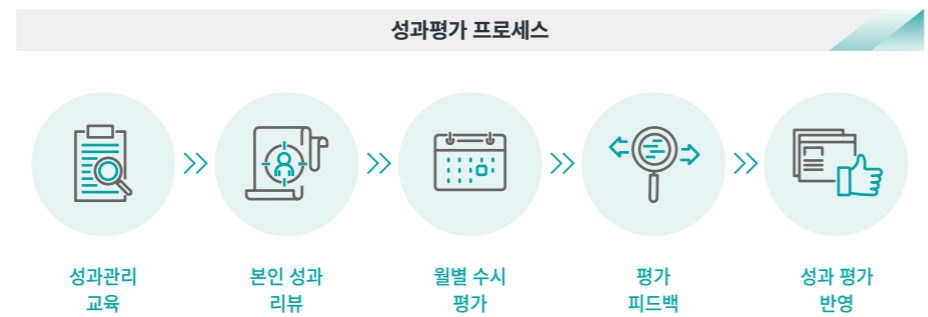 성과평가 프로세스
성과관리
교육
본인 성과
리뷰
월별 수시
평가
평가
피드백
성과 평가
반영